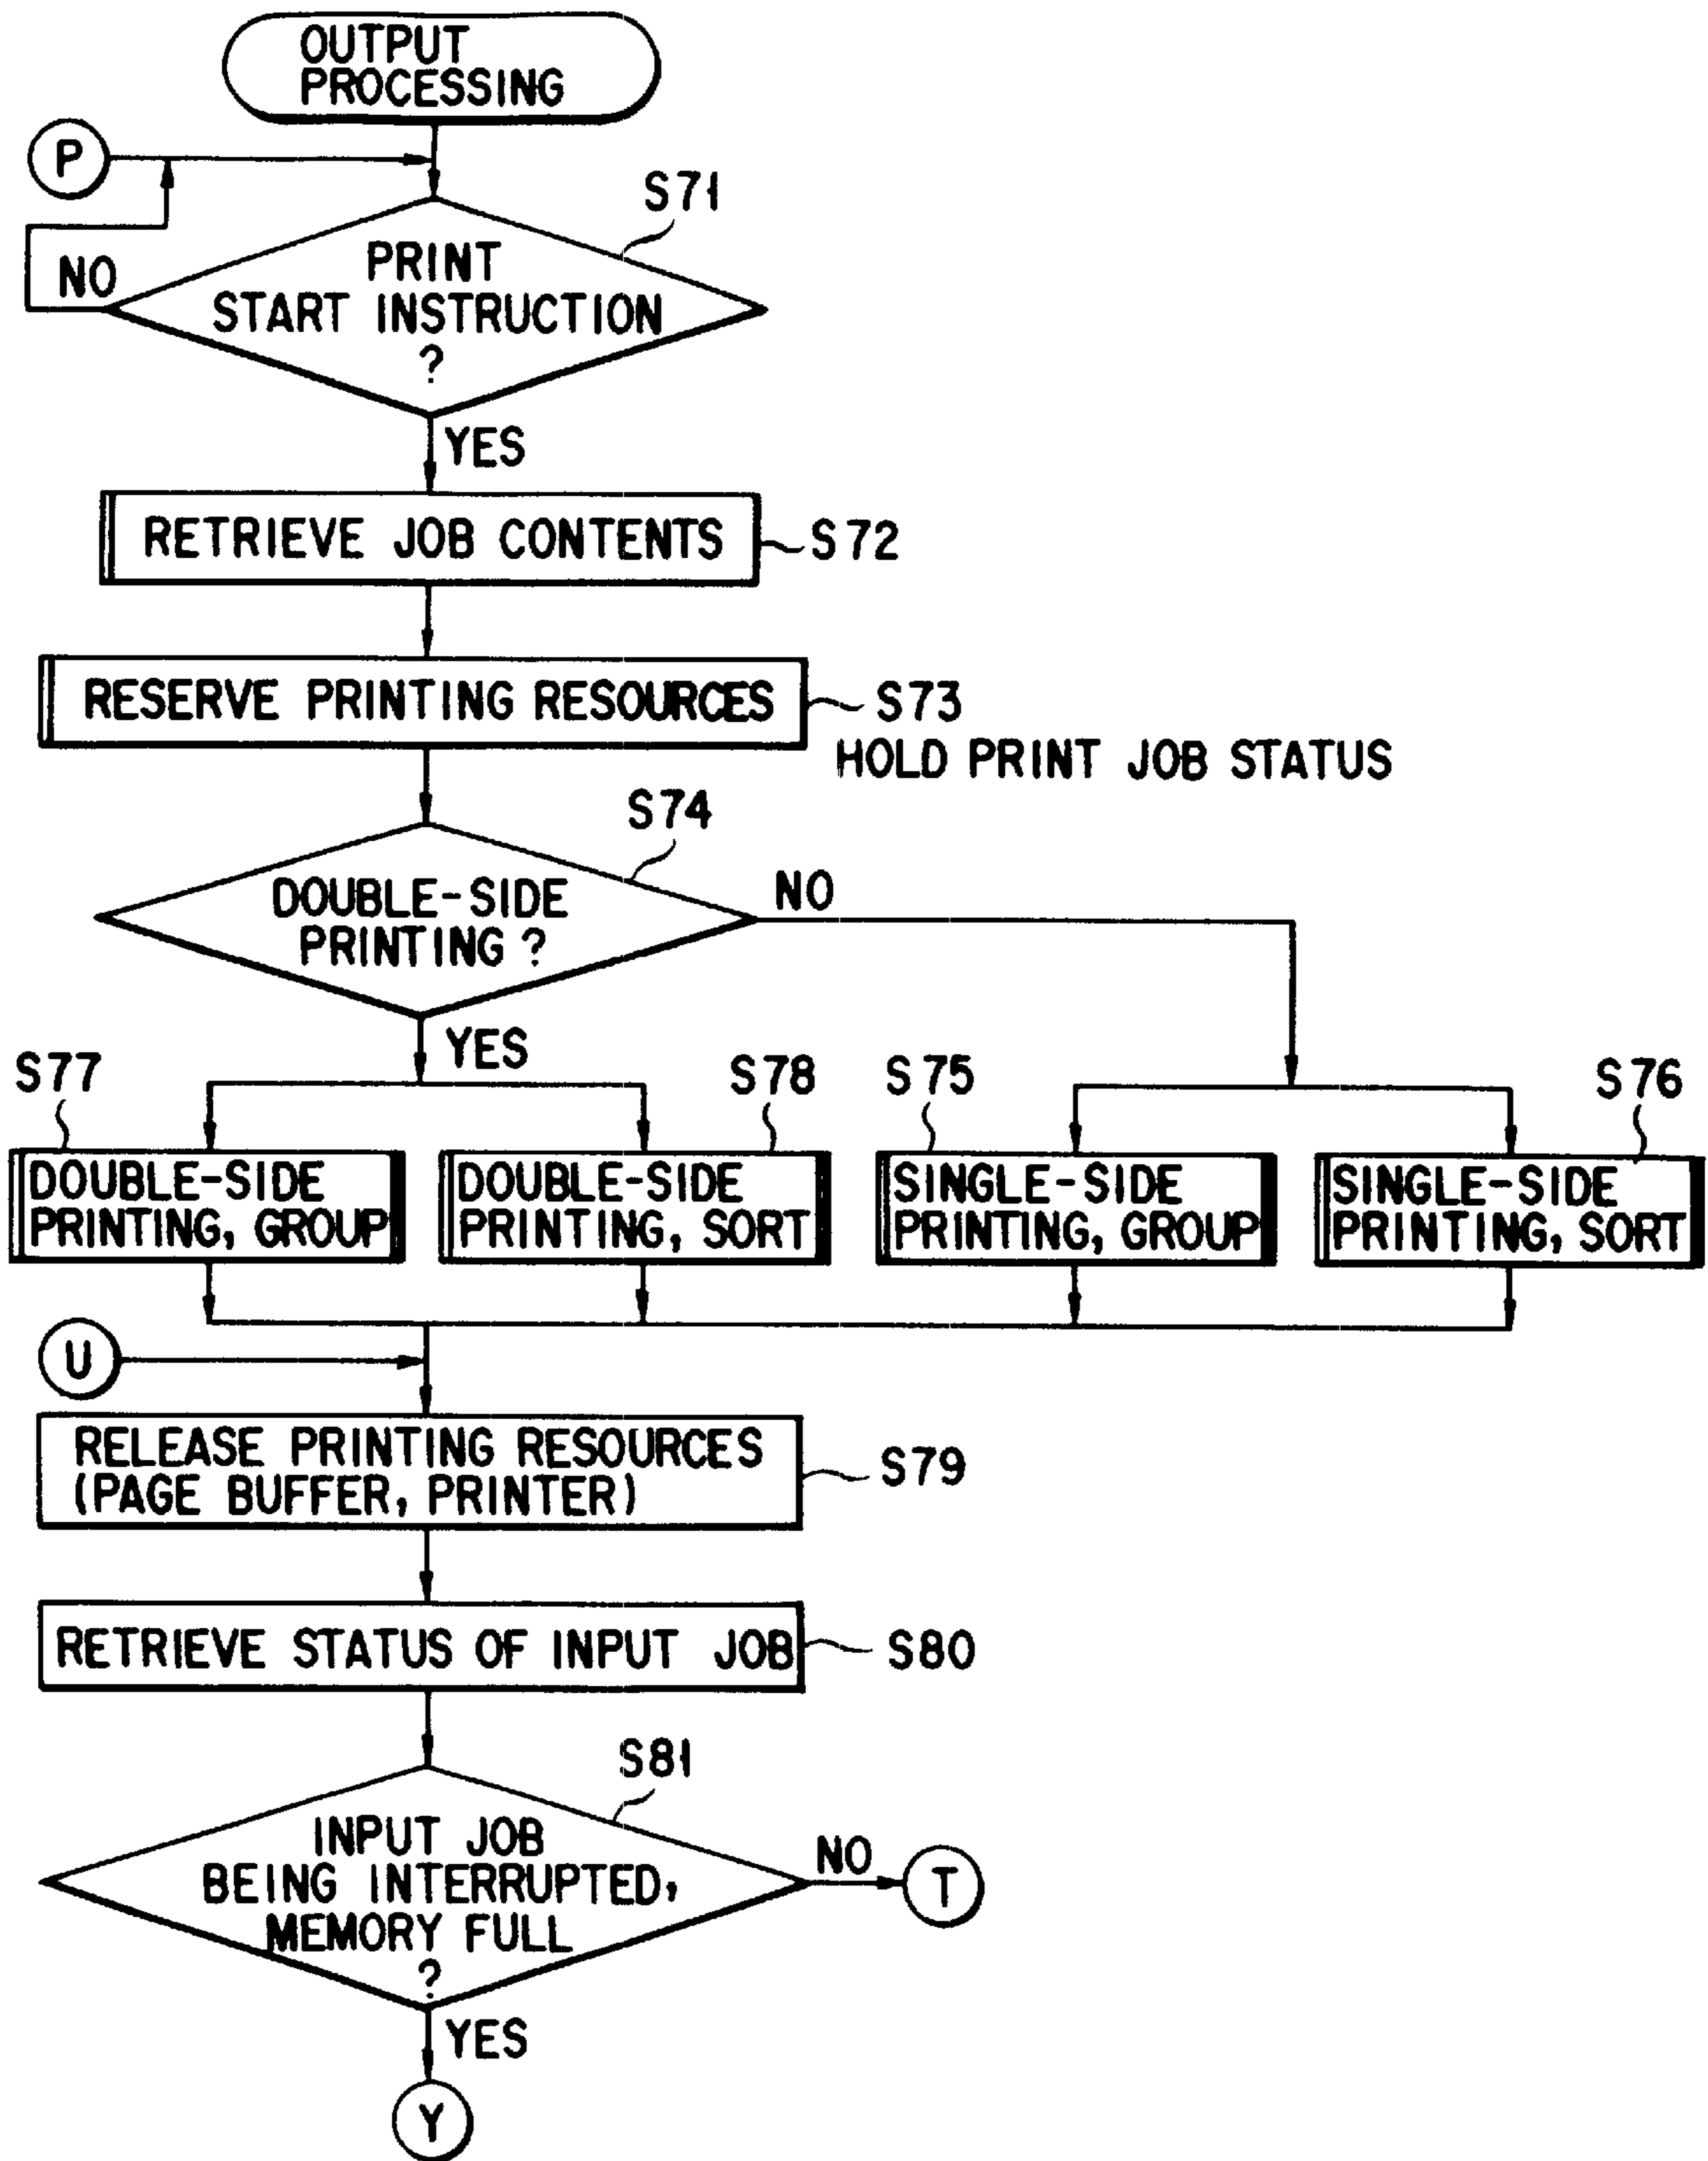 OUTPUT
PROCESSING
P
S71
PRINT
START INSTRUCTION
?
NO
YES
RETRIEVE JOB CONTENTS
S72
RESERVE PRINTING RESOURCES
S73
HOLD PRINT JOB STATUS
S74
DOUBLE-SIDE
PRINTING ?
NO
YES
S77
S78
S75
S76
DOUBLE-SIDE
PRINTING, GROUP
DOUBLE-SIDE
PRINTING, SORT
SINGLE-SIDE
PRINTING, GROUP
SINGLE-SIDE
PRINTING, SORT
U
RELEASE PRINTING RESOURCES
(PAGE BUFFER, PRINTER)
S79
RETRIEVE STATUS OF INPUT JOB
S80
S81
INPUT JOB
BEING INTERRUPTED,
MEMORY FULL
?
NO
T
YES
Y